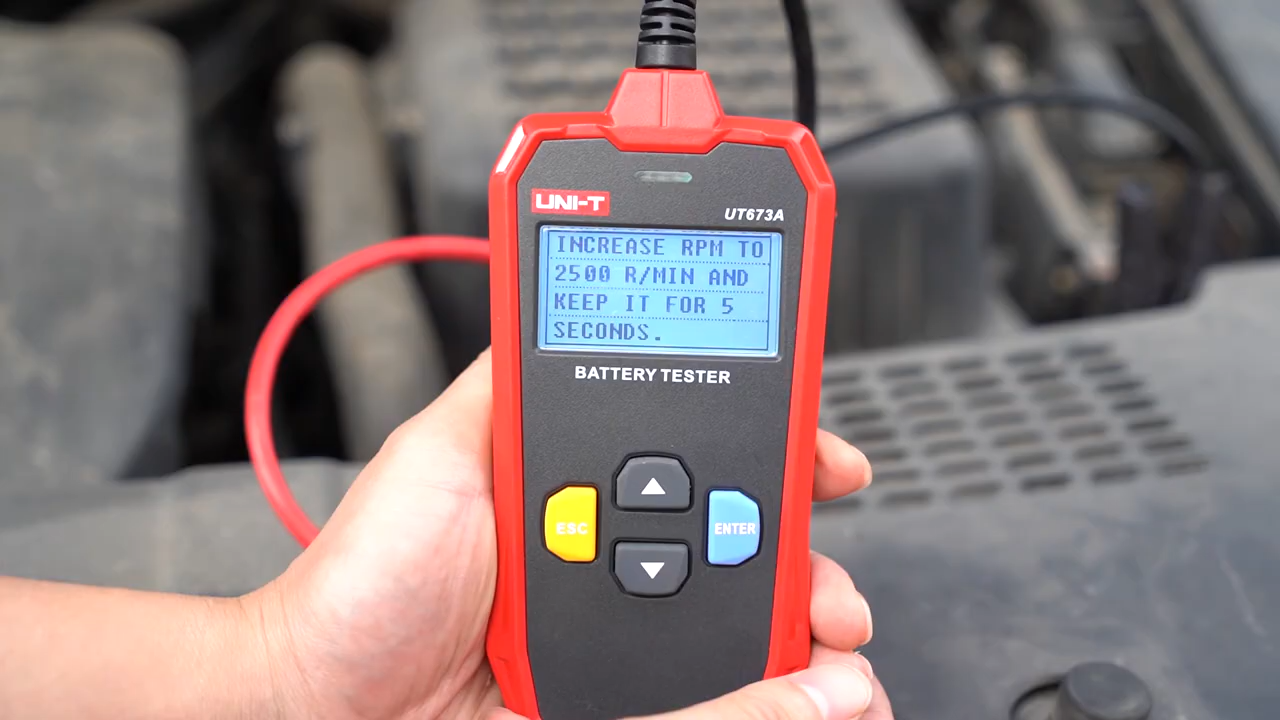 UNI-T
UT673A
INCREASE RPM TO
2500 R/MIN AND
KEEP IT FOR 5
SECONDS.
BATTERY TESTER
▲
ESC
ENTER
▼